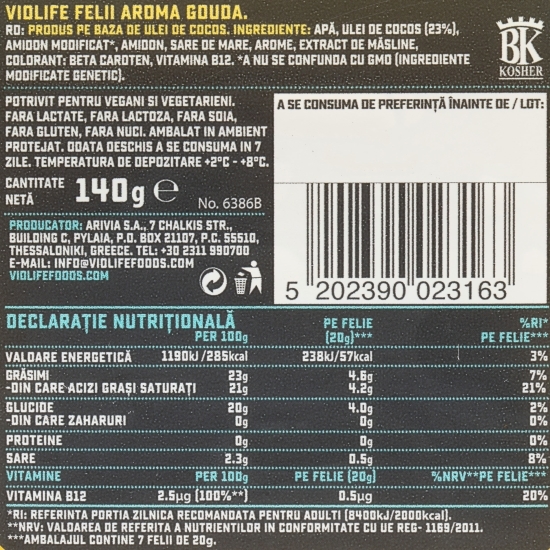 VIOLIFE FELII AROMA GOUDA.
RO: PRODUS PE BAZA DE ULEI DE COCOS. INGREDIENTE: APĂ, ULEI DE COCOS (23%),
AMIDON MODIFICAT*, AMIDON, SARE DE MARE, AROME, EXTRACT DE MĂSLINE,
COLORANT: BETA CAROTEN, VITAMINA B12. *A NU SE CONFUNDA CU GMO (INGREDIENTE
MODIFICATE GENETIC).
BK
KOSHER
POTRIVIT PENTRU VEGANI SI VEGETARIENI.
FARA LACTATE, FARA LACTOZA, FARA SOIA,
FARA GLUTEN, FARA NUCI. AMBALAT IN AMBIENT
PROTEJAT. ODATA DESCHIS A SE CONSUMA IN 7
ZILE. TEMPERATURA DE DEPOZITARE +2°C - +8°C.
A SE CONSUMA DE PREFERINȚĂ ÎNAINTE DE / LOT:
CANTITATE
NETĂ
140g ℮
No. 6386B
PRODUCATOR: ARIVIA S.A., 7 CHALKIS STR.,
BUILDING C, PYLAIA, P.O. BOX 21107, P.C. 55510,
THESSALONIKI, GREECE. TEL: +30 2311 990700
E-MAIL: INFO@VIOLIFEFOODS.COM
VIOLIFEFOODS.COM
5 202390 023163
DECLARAȚIE NUTRIȚIONALĂ PER 100g PE FELIE (20g)*** %RI* PE FELIE***
VALOARE ENERGETICĂ 1190kJ/285kcal 238kJ/57kcal 3%
GRĂSIMI 23g 4.6g 7%
-DIN CARE ACIZI GRAȘI SATURAȚI 21g 4.2g 21%
GLUCIDE 20g 4.0g 2%
-DIN CARE ZAHARURI 0g 0g 0%
PROTEINE 0g 0g 0%
SARE 2.3g 0.5g 8%
VITAMINE PER 100g PE FELIE (20g) %NRV**PE FELIE***
VITAMINA B12 2.5µg (100%**) 0.5µg 20%
*RI: REFERINTA PORTIA ZILNICA RECOMANDATA PENTRU ADULTI (8400kJ/2000kcal).
**NRV: VALOAREA DE REFERITA A NUTRIENTILOR IN CONFORMITATE CU UE REG- 1169/2011.
***AMBALAJUL CONTINE 7 FELII DE 20g.